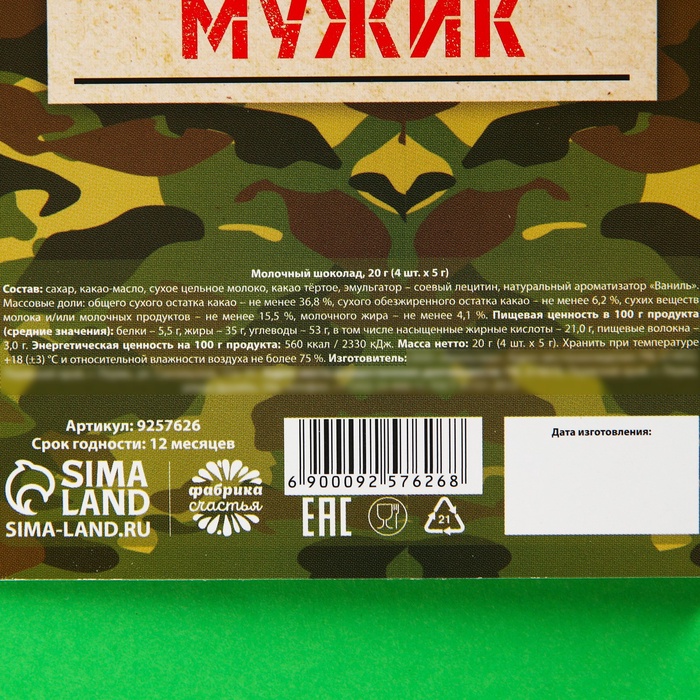 МУЖИК
Молочный шоколад, 20 г (4 шт. х 5 г)
Состав: сахар, какао-масло, сухое цельное молоко, какао тёртое, эмульгатор – соевый лецитин, натуральный ароматизатор «Ваниль».
Массовые доли: общего сухого остатка какао – не менее 36,8 %, сухого обезжиренного остатка какао – не менее 6,2 %, сухих веществ
молока и/или молочных продуктов – не менее 15,5 %, молочного жира – не менее 4,1 %. Пищевая ценность в 100 г продукта
(средние значения): белки – 5,5 г, жиры – 35 г, углеводы – 53 г, в том числе насыщенные жирные кислоты – 21,0 г, пищевые волокна –
3,0 г. Энергетическая ценность на 100 г продукта: 560 ккал / 2330 кДж. Масса нетто: 20 г (4 шт. х 5 г). Хранить при температуре
+18 (±3) °С и относительной влажности воздуха не более 75 %. Изготовитель:
Артикул: 9257626
Срок годности: 12 месяцев
SIMA
LAND
SIMA-LAND.RU
фабрика
счастья
6 900092 576268
EAC
21
Дата изготовления: